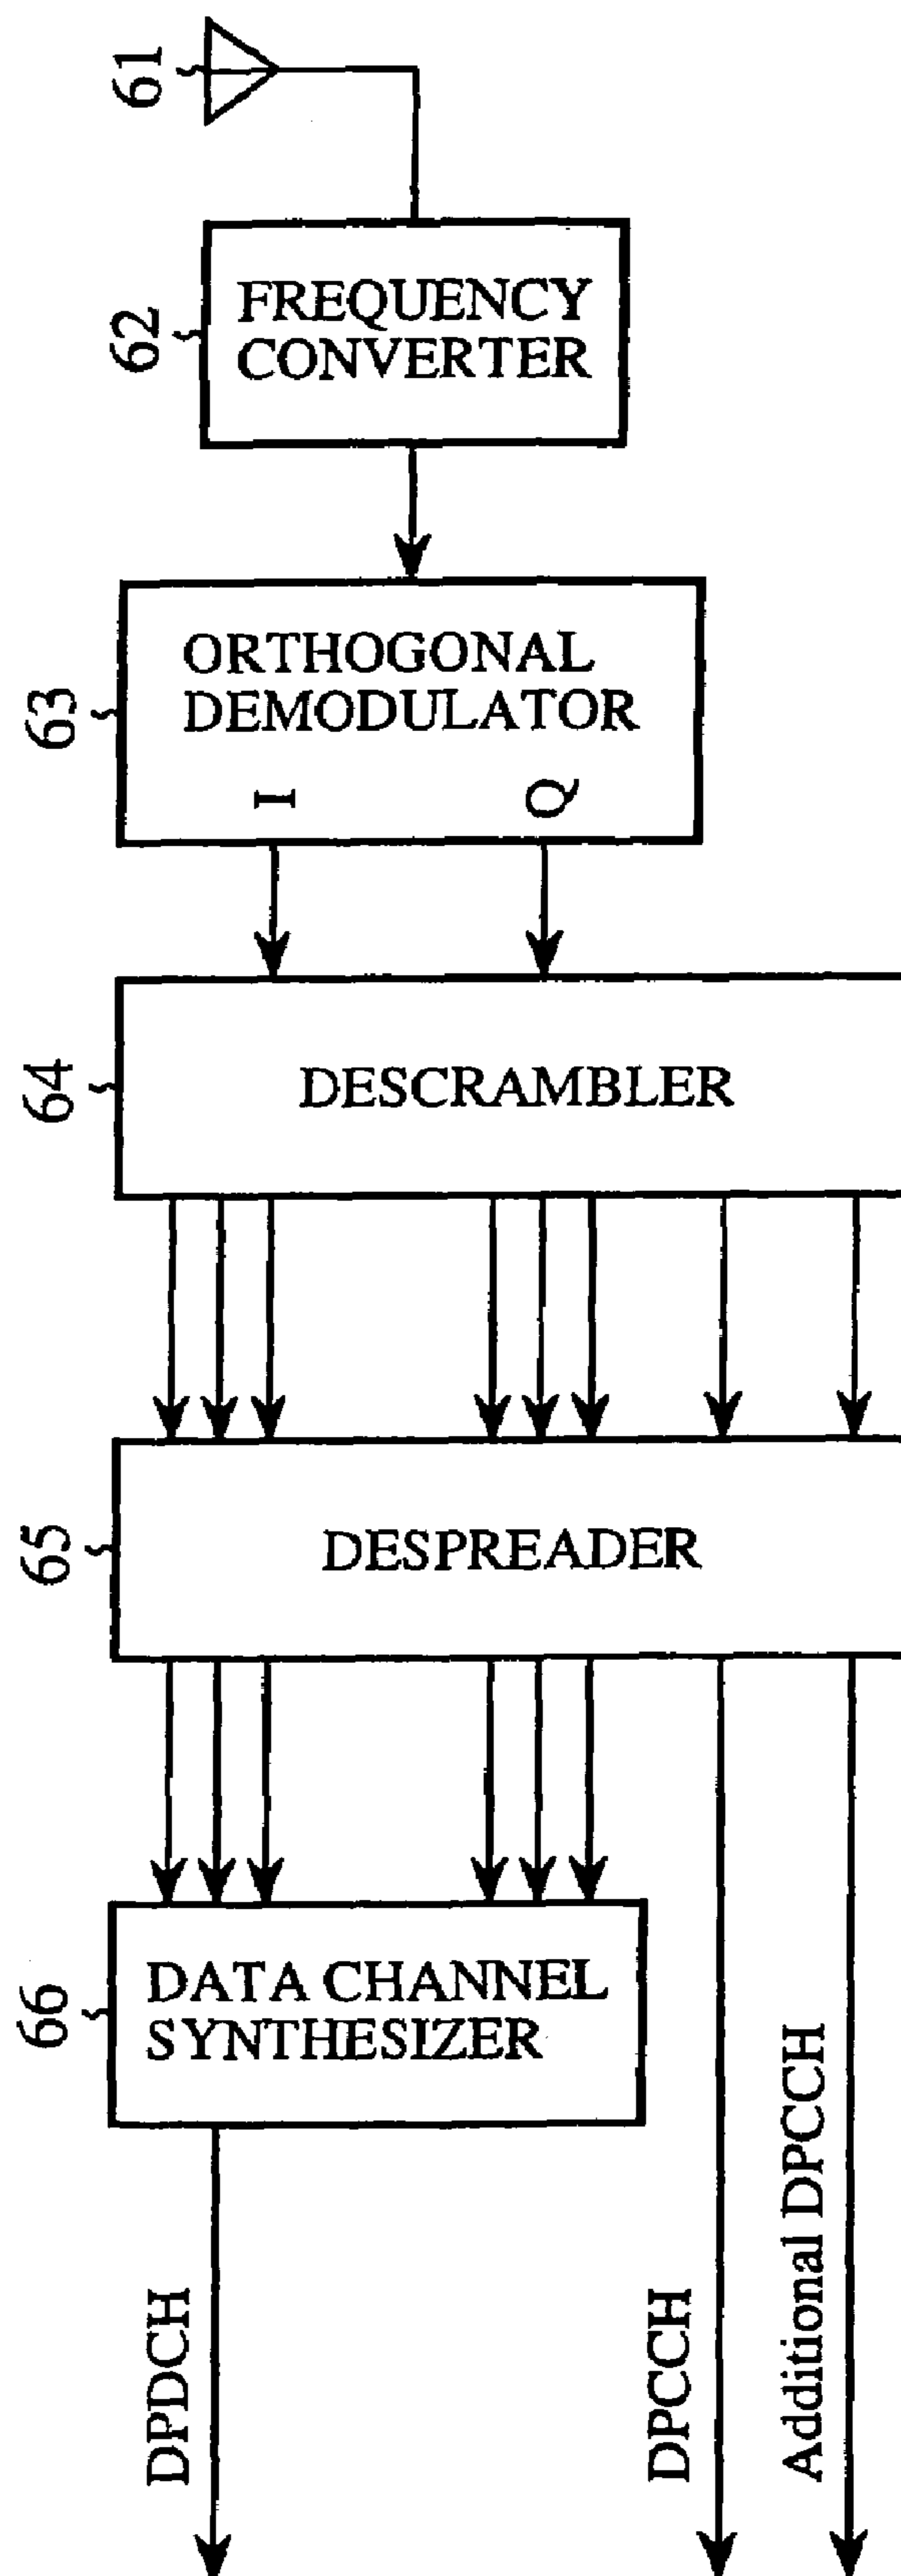 61
62
FREQUENCY
CONVERTER
63
ORTHOGONAL
DEMODULATOR
I
Q
64
DESCRAMBLER
65
DESPREADER
66
DATA CHANNEL
SYNTHESIZER
DPDCH
DPCCH
Additional DPCCH